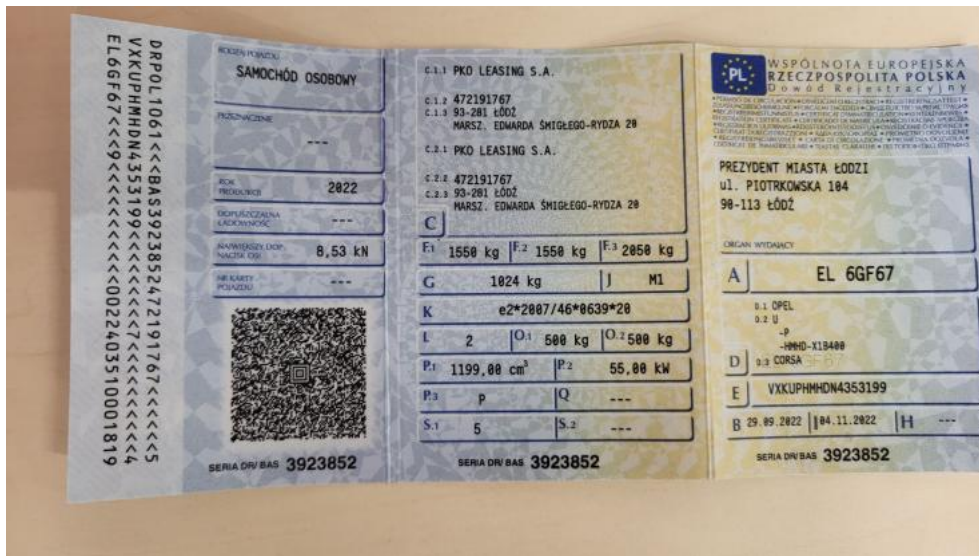 DRPOL1061<<BAS3923852472191767<<<<<5
VXKUPHMHDN4353199<<<<<<<<7<<<<<<<<<4
EL6GF67<<<9<<<<<<<<<0022403510001819
RODZAJ POJAZDU
SAMOCHÓD OSOBOWY
PRZEZNACZENIE
---
ROK PRODUKCJI 2022
DOPUSZCZALNA ŁADOWNOŚĆ ---
NAJWIĘKSZY DOP. NACISK OSI 8,53 kN
NR KARTY POJAZDU ---
SERIA DR/BAS 3923852
C.1.1 PKO LEASING S.A.
C.1.2 472191767
C.1.3 93-281 ŁÓDŹ
MARSZ. EDWARDA ŚMIGŁEGO-RYDZA 20
C.2.1 PKO LEASING S.A.
C.2.2 472191767
C.2.3 93-281 ŁÓDŹ
MARSZ. EDWARDA ŚMIGŁEGO-RYDZA 20
C
F.1 1550 kg F.2 1550 kg F.3 2050 kg
G 1024 kg J M1
K e2*2007/46*0639*20
L 2 O.1 500 kg O.2 500 kg
P.1 1199,00 cm³ P.2 55,00 kW
P.3 P Q ---
S.1 5 S.2 ---
SERIA DR/BAS 3923852
PL
WSPÓLNOTA EUROPEJSKA
RZECZPOSPOLITA POLSKA
Dowód Rejestracyjny
PREZYDENT MIASTA ŁODZI
ul. PIOTRKOWSKA 104
90-113 ŁÓDŹ
ORGAN WYDAJĄCY
A EL 6GF67
D.1 OPEL
D.2 U
-P
-HMHD-X1B400
D D.3 CORSA
E VXKUPHMHDN4353199
B 29.09.2022 I 04.11.2022 H ---
SERIA DR/BAS 3923852